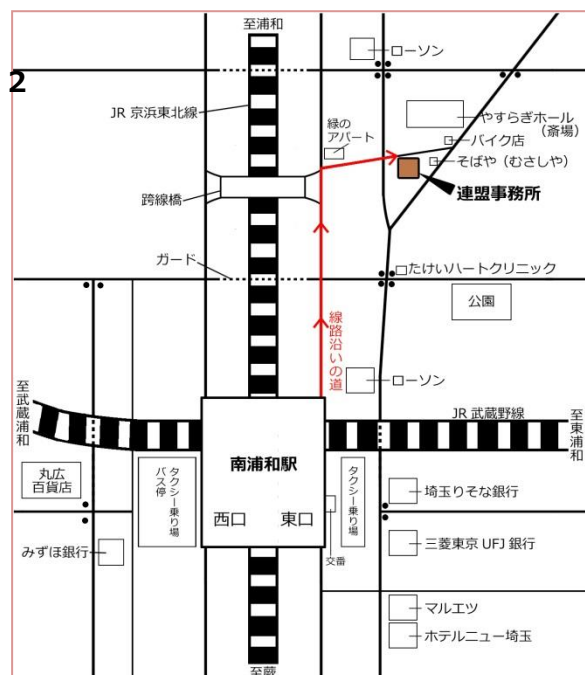 至浦和
ローソン
2
JR 京浜東北線
緑の
アパート
やすらぎホール
(斎場)
バイク店
そばや（むさしや）
連盟事務所
跨線橋
ガード
たけいハートクリニック
公園
線路沿いの道
ローソン
至武蔵浦和
JR 武蔵野線
至東浦和
南浦和駅
西口
東口
丸広
百貨店
タクシー乗り場
バス停
タクシー乗り場
埼玉りそな銀行
みずほ銀行
交番
三菱東京 UFJ 銀行
マルエツ
ホテルニュー埼玉
至蕨